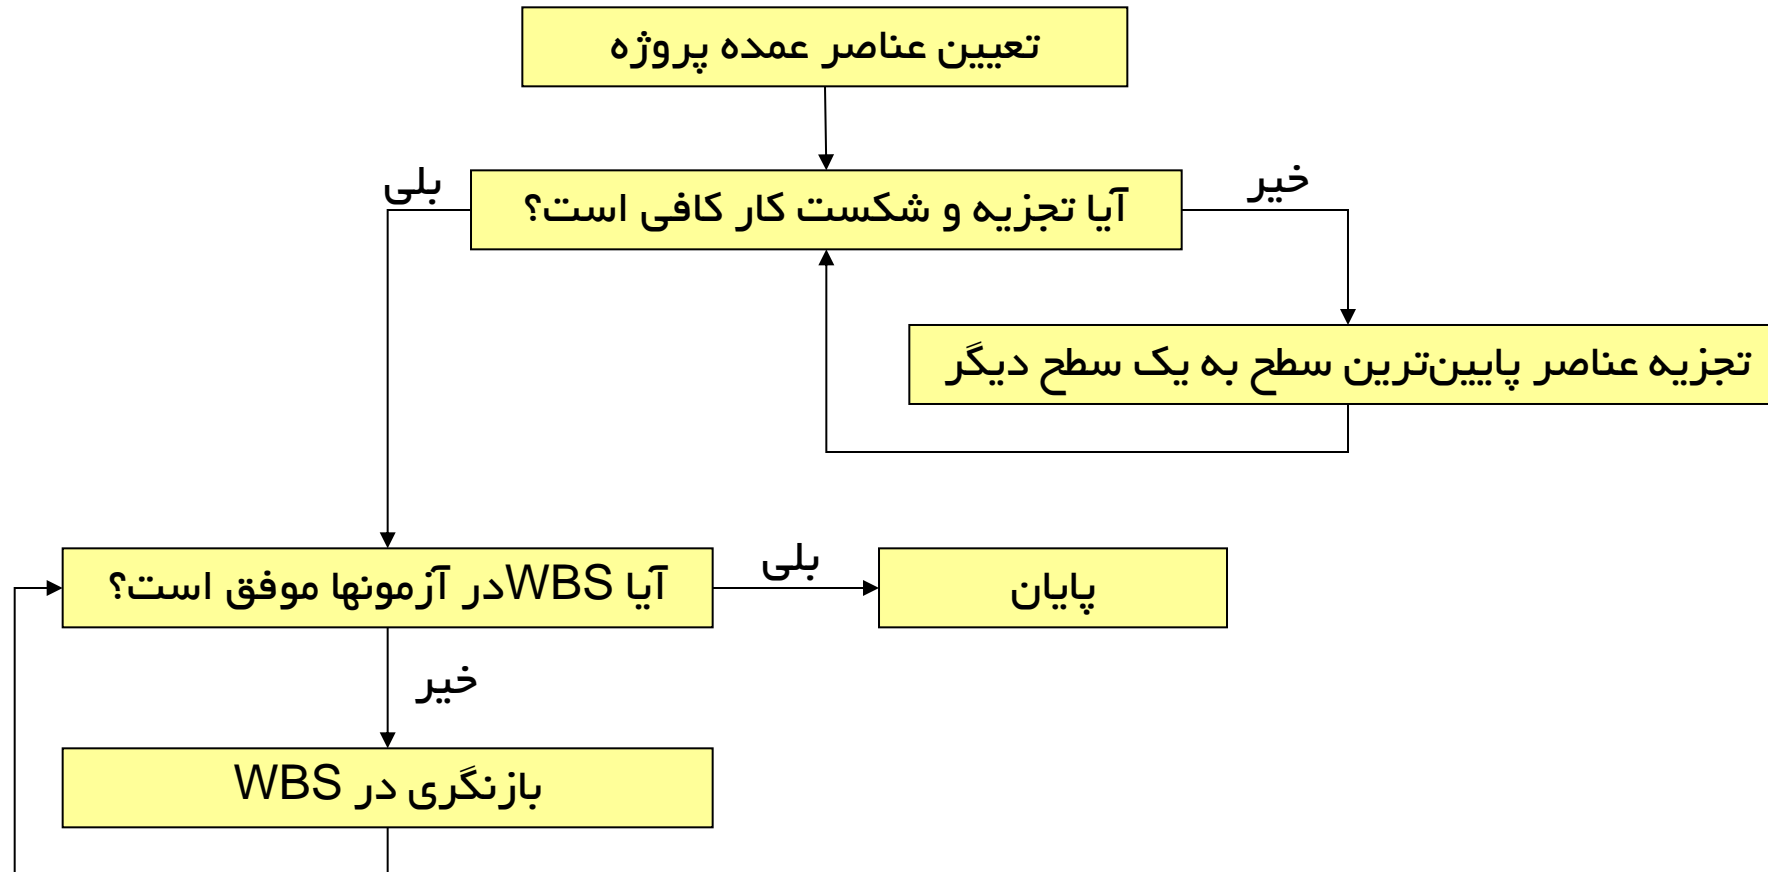 تعیین عناصر عمده پروژه
خیر
آیا تجزیه و شکست کار کافی است؟
بلی
تجزیه عناصر پایین‌ترین سطح به یک سطح دیگر
آیا WBSدر آزمونها موفق است؟
بلی
پایان
خیر
بازنگری در WBS